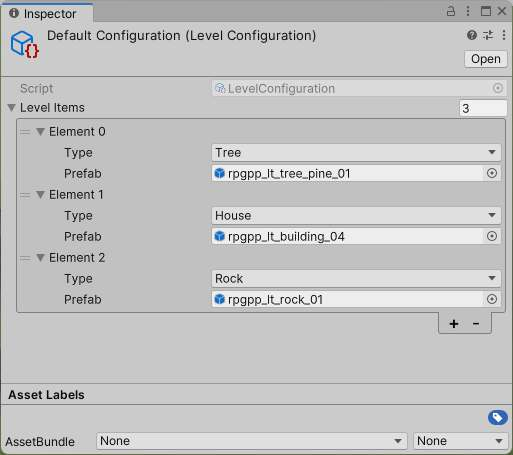 Inspector
Default Configuration (Level Configuration)
Open
Script LevelConfiguration
Level Items 3
Element 0
Type Tree
Prefab rpgpp_lt_tree_pine_01
Element 1
Type House
Prefab rpgpp_lt_building_04
Element 2
Type Rock
Prefab rpgpp_lt_rock_01
+ -
Asset Labels
AssetBundle None None